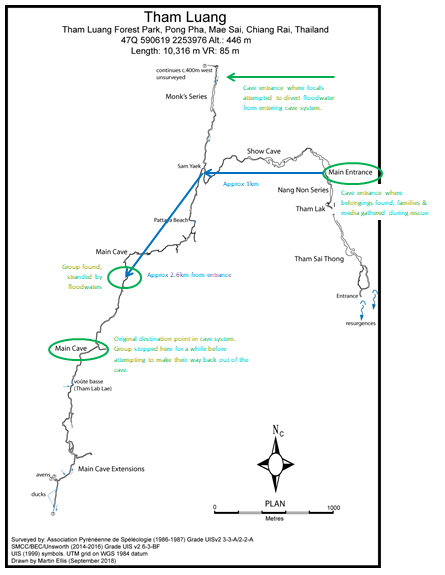 Tham Luang
Tham Luang Forest Park, Pong Pha, Mae Sai, Chiang Rai, Thailand
47Q 590619 2253976 Alt.: 446 m
Length: 10,316 m VR: 85 m
continues c.400m west
unsurveyed
Monk's Series
Cave entrance where locals
attempted to divert floodwater
from entering cave system.
Show Cave
Sam Yaek
Main Entrance
Approx 1km
Nang Non Series
Cave entrance where
belongings found, families &
media gathered during rescue
Tham Lak
Pattaya Beach
Main Cave
Tham Sai Thong
Group found,
stranded by
floodwaters
Approx 2.6km from entrance
Entrance
resurgences
Original destination point in cave system.
Group stopped here for a while before
attempting to make their way back out of the
cave.
Main Cave
voûte basse
(Tham Lab Lae)
Main Cave Extensions
avens
ducks
NC
PLAN
0
1000
Metres
Surveyed by: Association Pyrénéenne de Spéléologie (1986-1987) Grade UISv2 3-3-A/2-2-A
SMCC/BEC/Unsworth (2014-2016) Grade UIS v2 6-3-BF
UIS (1999) symbols. UTM grid on WGS 1984 datum
Drawn by Martin Ellis (September 2018)